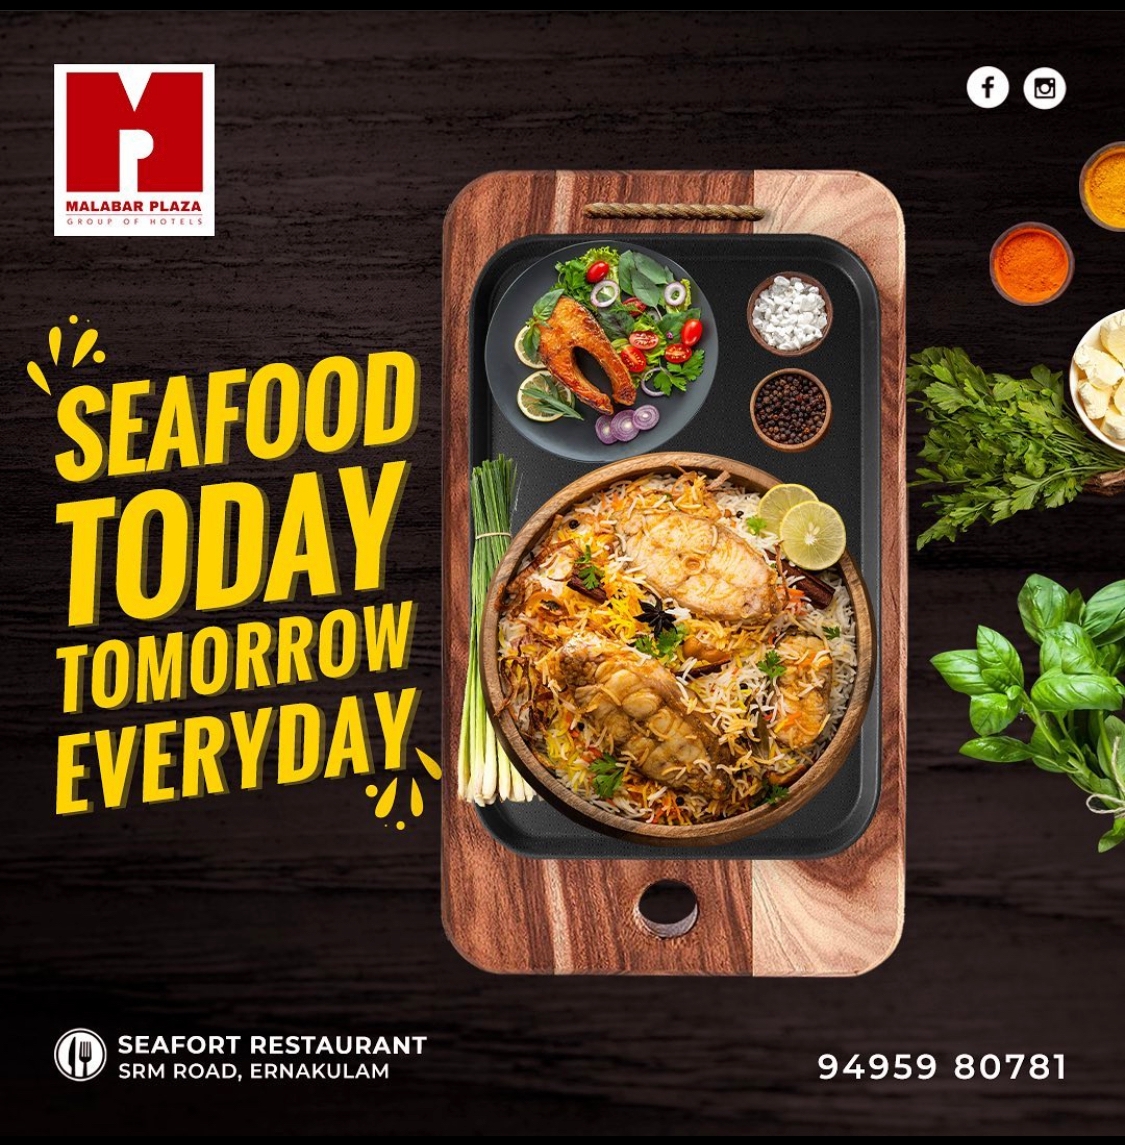 MALABAR PLAZA
GROUP OF HOTELS
SEAFOOD
TODAY
TOMORROW
EVERYDAY
SEAFORT RESTAURANT
SRM ROAD, ERNAKULAM
94959 80781